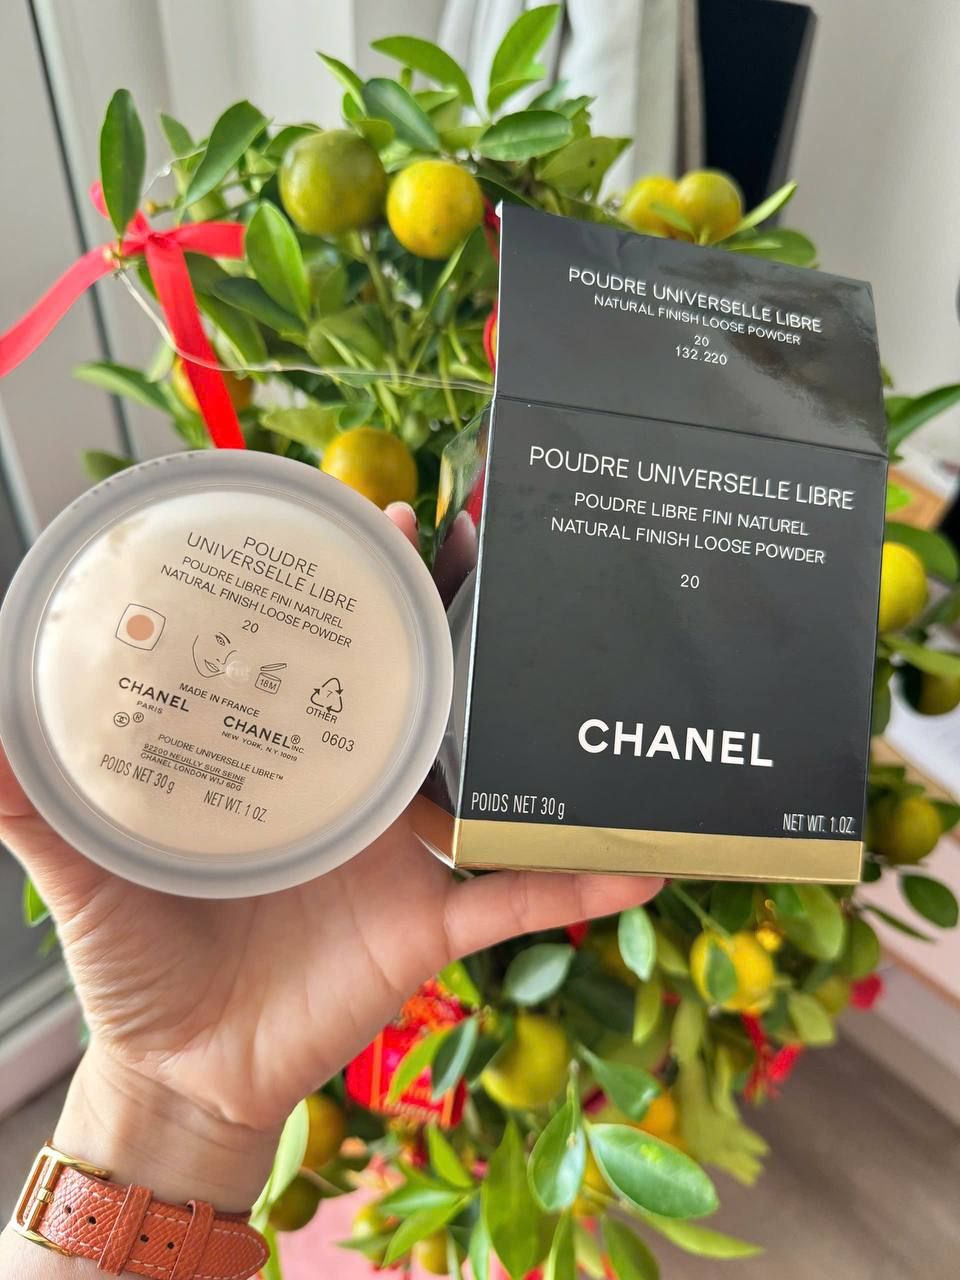 POUDRE UNIVERSELLE LIBRE
NATURAL FINISH LOOSE POWDER
20
132.220
POUDRE UNIVERSELLE LIBRE
POUDRE LIBRE FINI NATUREL
NATURAL FINISH LOOSE POWDER
20
CHANEL
POIDS NET 30 g
NET WT. 1.OZ.
POUDRE
UNIVERSELLE LIBRE
POUDRE LIBRE FINI NATUREL
NATURAL FINISH LOOSE POWDER
20
18M
7
OTHER
MADE IN FRANCE
CHANEL
PARIS
®
CHANEL® INC.
NEW YORK, N.Y. 10019
0603
POUDRE UNIVERSELLE LIBRE™
92200 NEUILLY SUR SEINE
CHANEL LONDON W1J 6DG
POIDS NET 30 g
NET WT. 1 OZ.